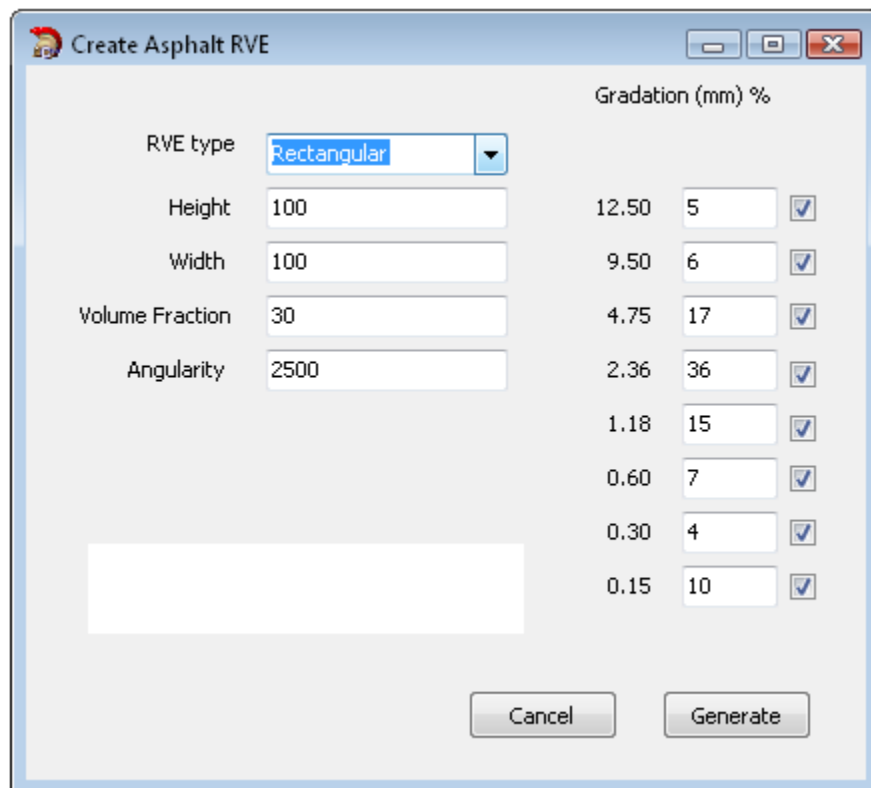 Create Asphalt RVE
Gradation (mm) %
RVE type Rectangular
Height 100 12.50 5
Width 100 9.50 6
Volume Fraction 30 4.75 17
Angularity 2500 2.36 36
1.18 15
0.60 7
0.30 4
0.15 10
Cancel Generate